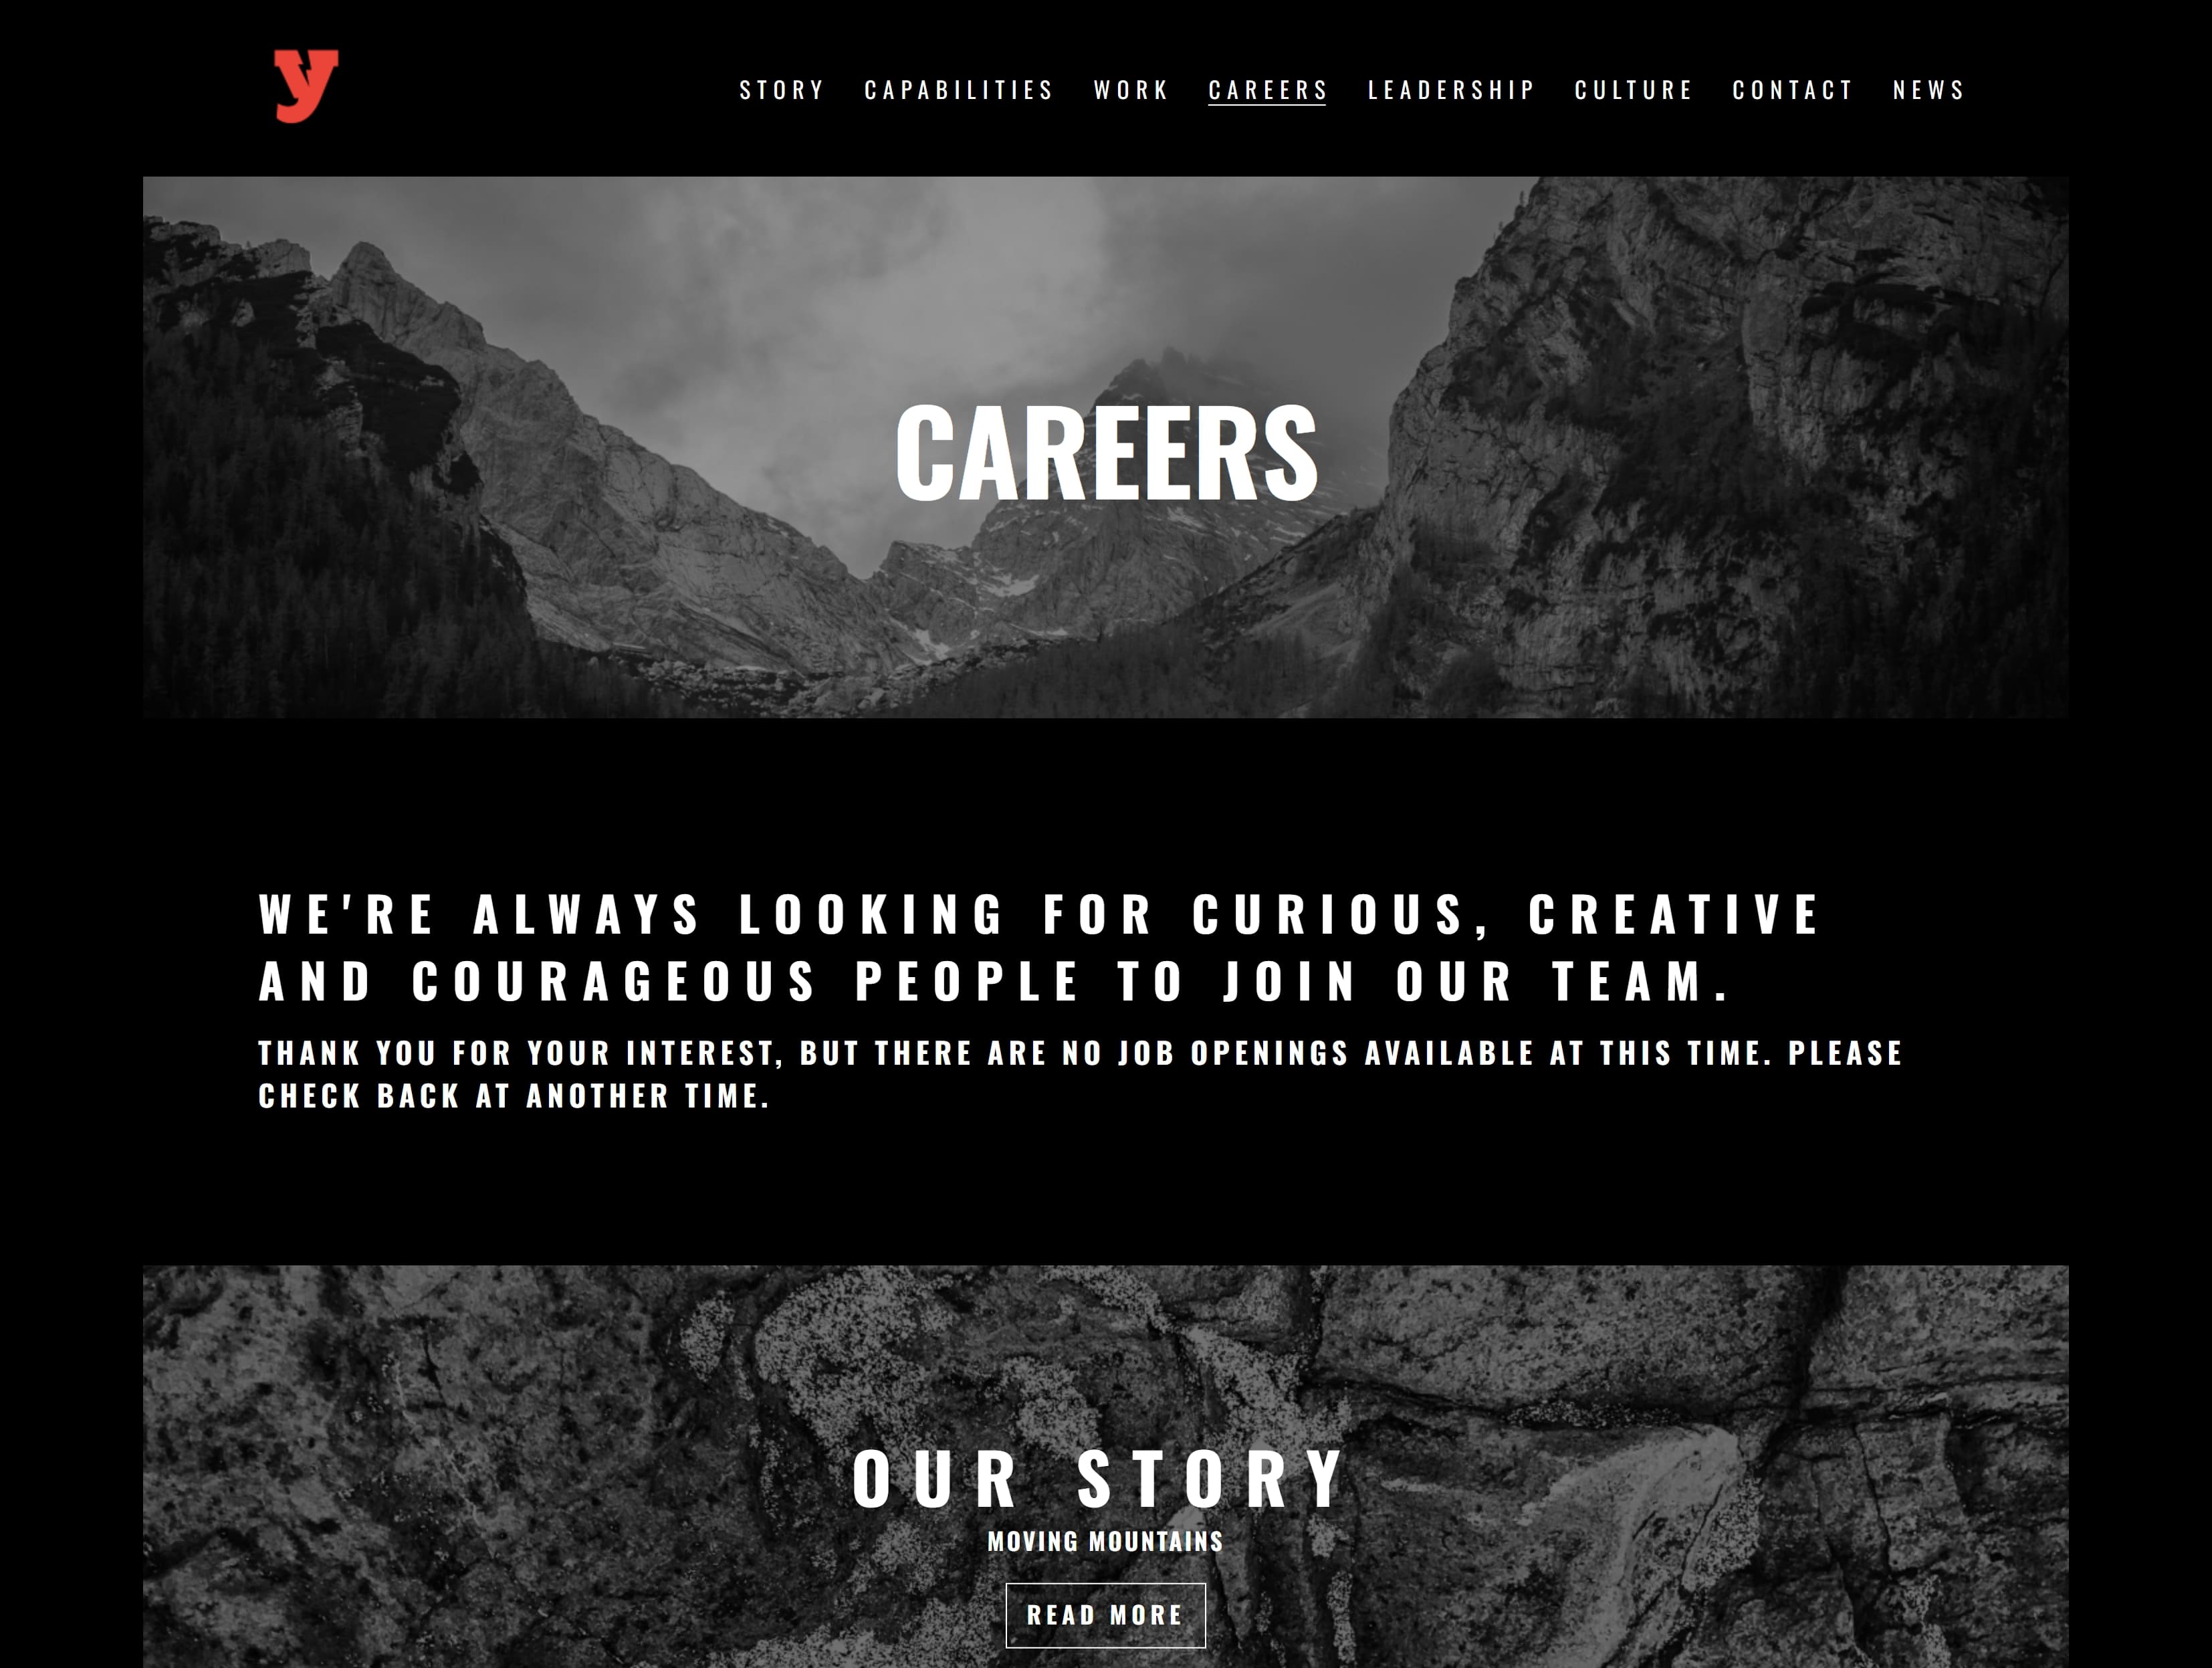 y
STORY CAPABILITIES WORK CAREERS LEADERSHIP CULTURE CONTACT NEWS
CAREERS
WE'RE ALWAYS LOOKING FOR CURIOUS, CREATIVE
AND COURAGEOUS PEOPLE TO JOIN OUR TEAM.
THANK YOU FOR YOUR INTEREST, BUT THERE ARE NO JOB OPENINGS AVAILABLE AT THIS TIME. PLEASE
CHECK BACK AT ANOTHER TIME.
OUR STORY
MOVING MOUNTAINS
READ MORE